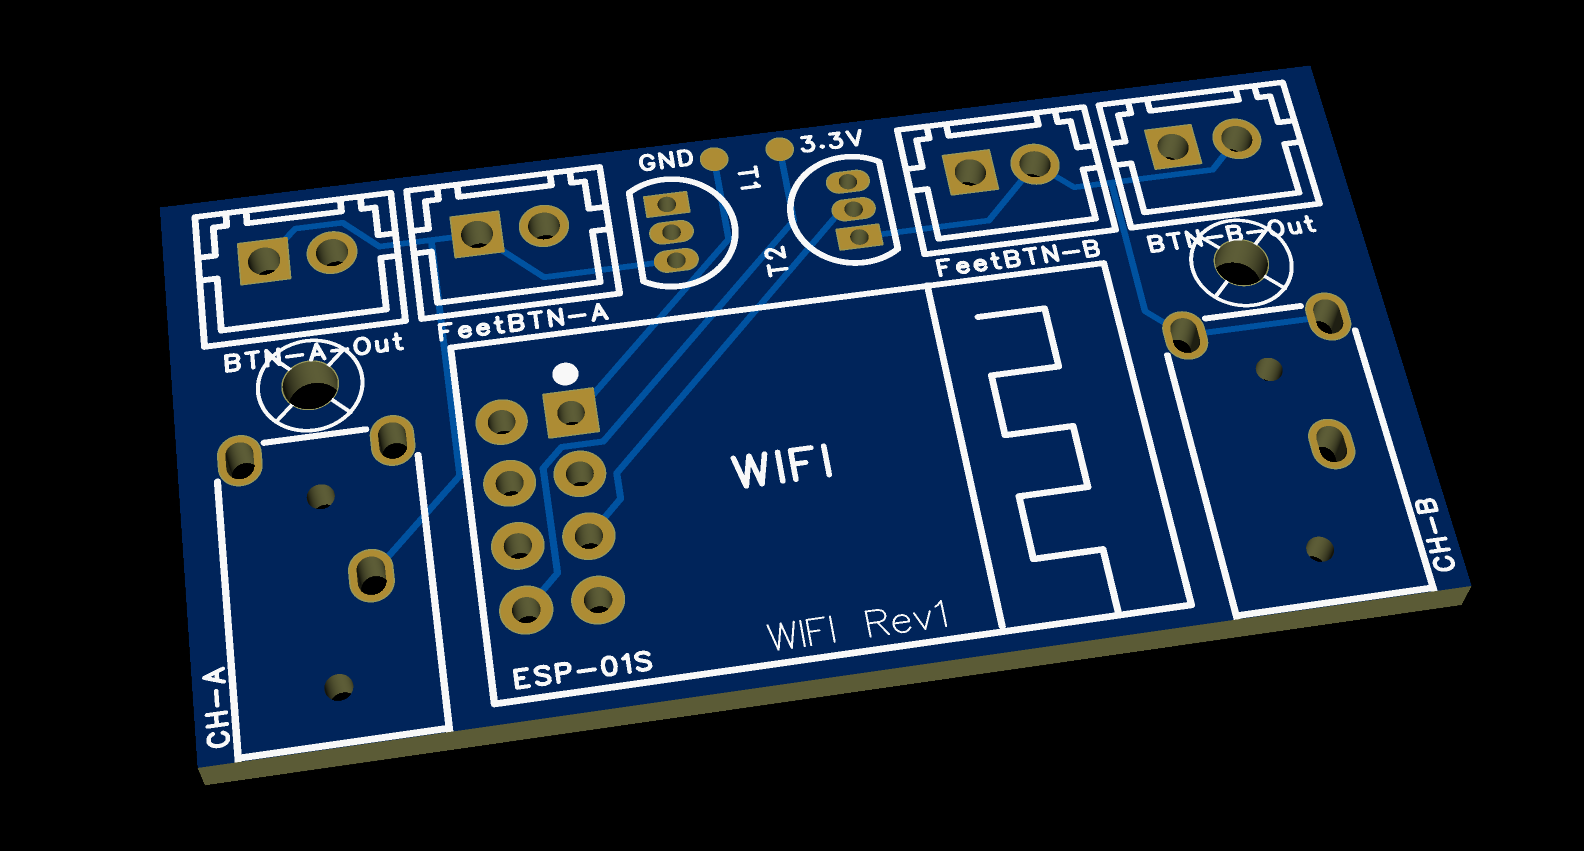 GND
3.3V
T1
T2
BTN-A-Out
FeetBTN-A
FeetBTN-B
BTN-B-Out
WIFI
WIFI Rev1
ESP-01S
CH-A
CH-B